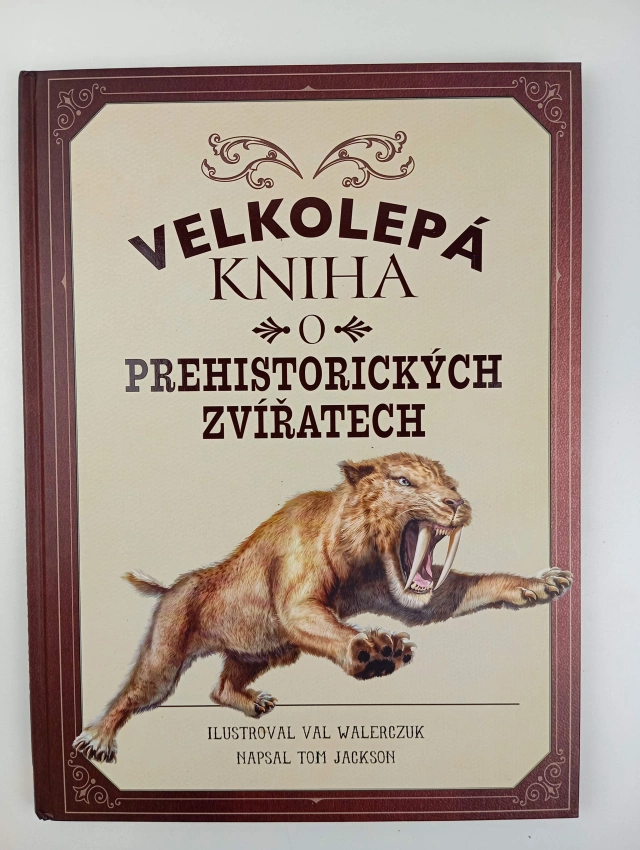 VELKOLEPÁ
KNIHA
O
PREHISTORICKÝCH
ZVÍŘATECH
ILUSTROVAL VAL WALERCZUK
NAPSAL TOM JACKSON